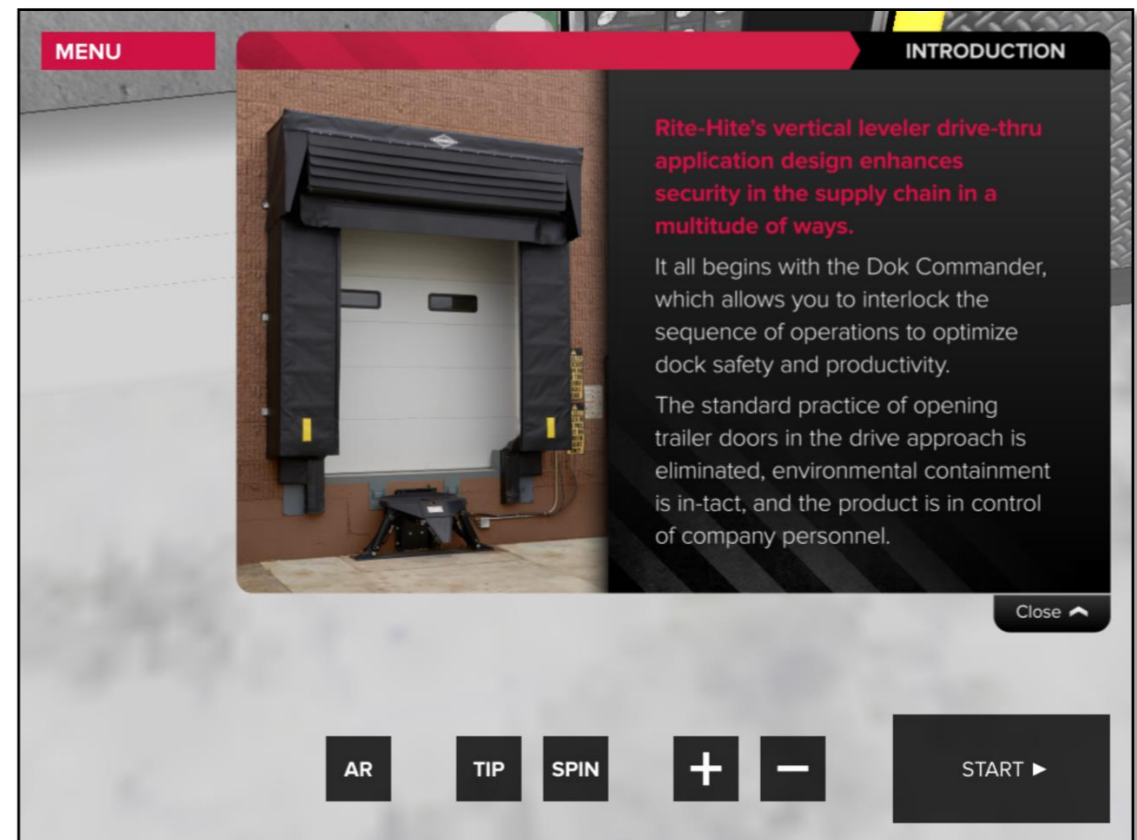 MENU
INTRODUCTION
Rite-Hite's vertical leveler drive-thru
application design enhances
security in the supply chain in a
multitude of ways.
It all begins with the Dok Commander,
which allows you to interlock the
sequence of operations to optimize
dock safety and productivity.
The standard practice of opening
trailer doors in the drive approach is
eliminated, environmental containment
is in-tact, and the product is in control
of company personnel.
Close
AR
TIP
SPIN
+
−
START ►